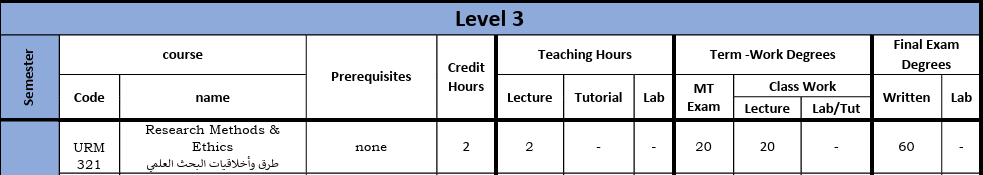 Level 3
Semester
course
Prerequisites
Credit
Hours
Teaching Hours
Term -Work Degrees
Final Exam
Degrees
Code
name
Lecture
Tutorial
Lab
MT
Exam
Class Work
Lecture
Lab/Tut
Written
Lab
URM
321
Research Methods &
Ethics
طرق وأخلاقيات البحث العلمي
none
2
2
-
-
20
20
-
60
-